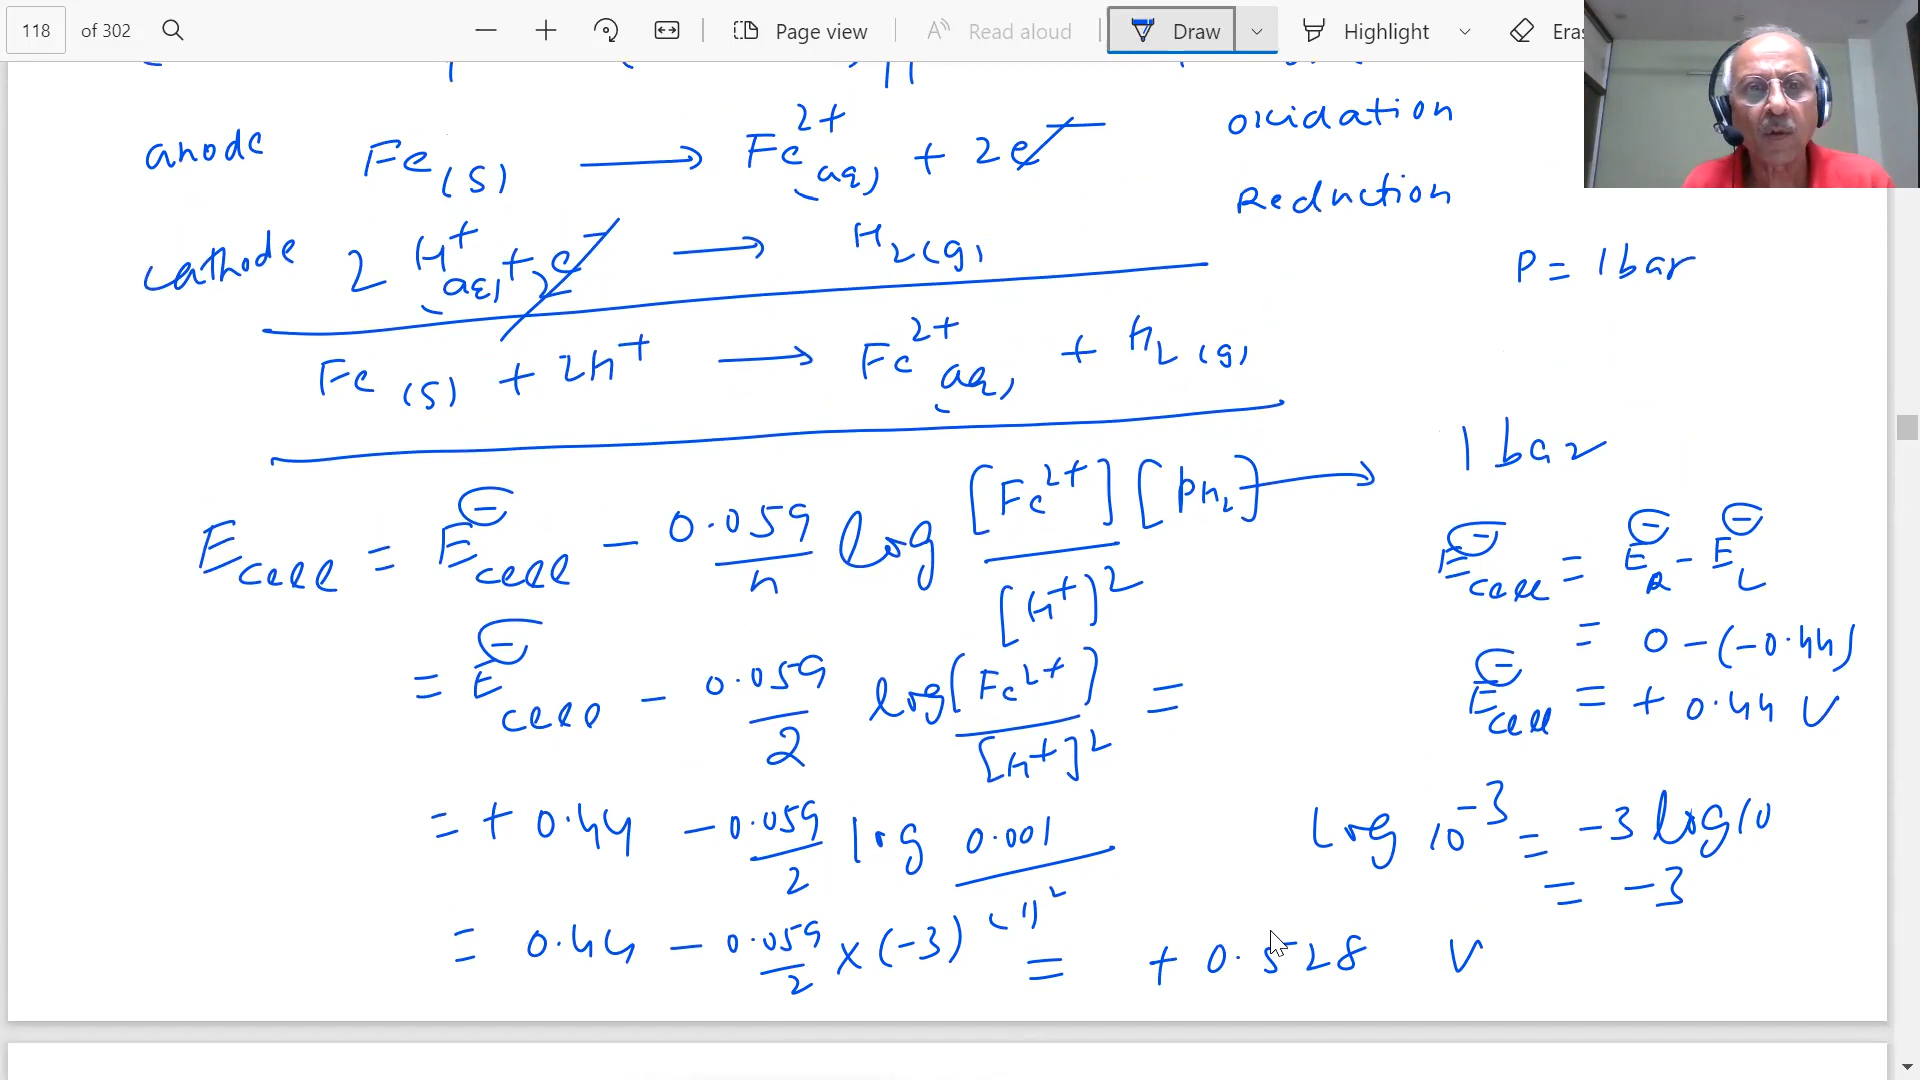 118 of 302 Page view Read aloud Draw Highlight Eras
anode Fe(s) ⟶ Fe²⁺(aq) + 2e⁻ oxidation
Reduction
cathode 2H⁺(aq) + 2e⁻ ⟶ H₂(g)
P = 1 bar
Fe(s) + 2H⁺ ⟶ Fe²⁺(aq) + H₂(g)
E cell = E⊖ cell − 0.059/n log [Fe²⁺][pH₂]/[H⁺]² → 1 bar
E⊖ cell = E⊖R − E⊖L
= 0 − (−0.44)
E⊖ cell = + 0.44 V
= E⊖ cell − 0.059/2 log (Fe²⁺)/[H⁺]² =
= + 0.44 − 0.059/2 log 0.001/(1)²
log 10⁻³ = −3 log 10
= −3
= 0.44 − 0.059/2 × (−3) = + 0.528 V